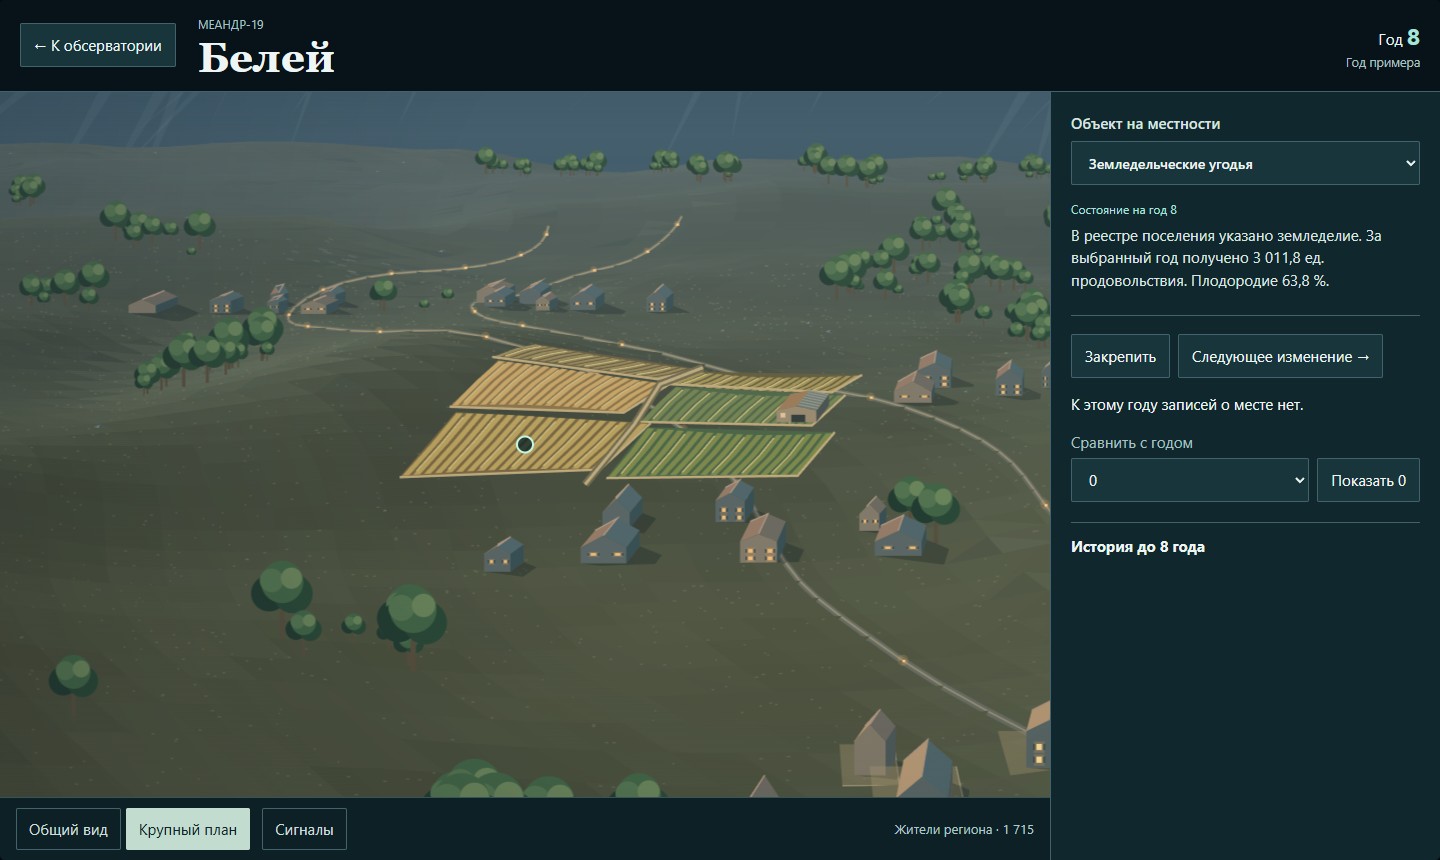 ← К обсерватории
МЕАНДР-19
Белей
Год 8
Год примера
Объект на местности
Земледельческие угодья
Состояние на год 8
В реестре поселения указано земледелие. За
выбранный год получено 3 011,8 ед.
продовольствия. Плодородие 63,8 %.
Закрепить
Следующее изменение →
К этому году записей о месте нет.
Сравнить с годом
0
Показать 0
История до 8 года
Общий вид
Крупный план
Сигналы
Жители региона · 1 715